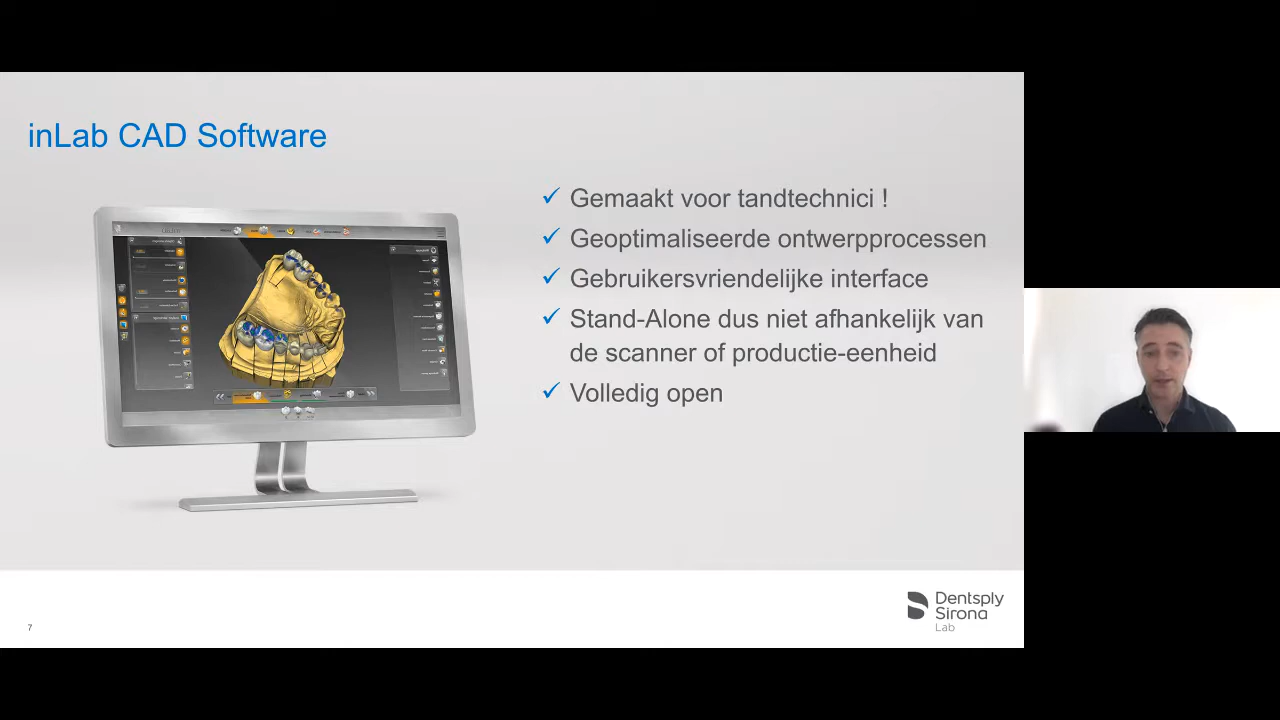 inLab CAD Software
Gemaakt voor tandtechnici !
Geoptimaliseerde ontwerpprocessen
Gebruikersvriendelijke interface
Stand-Alone dus niet afhankelijk van
de scanner of productie-eenheid
Volledig open
Dentsply
Sirona
Lab
7